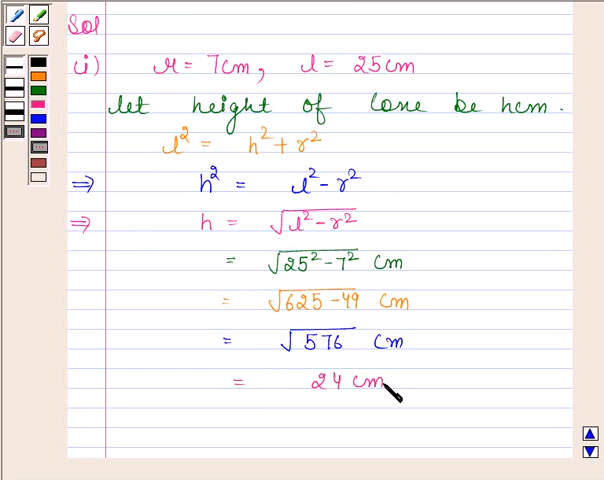 Sol
(i) r = 7cm, l = 25cm
let height of cone be hcm.
l² = h² + r²
⇒ h² = l² - r²
⇒ h = √l² - r²
= √25² - 7² cm
= √625 - 49 cm
= √576 cm
= 24 cm